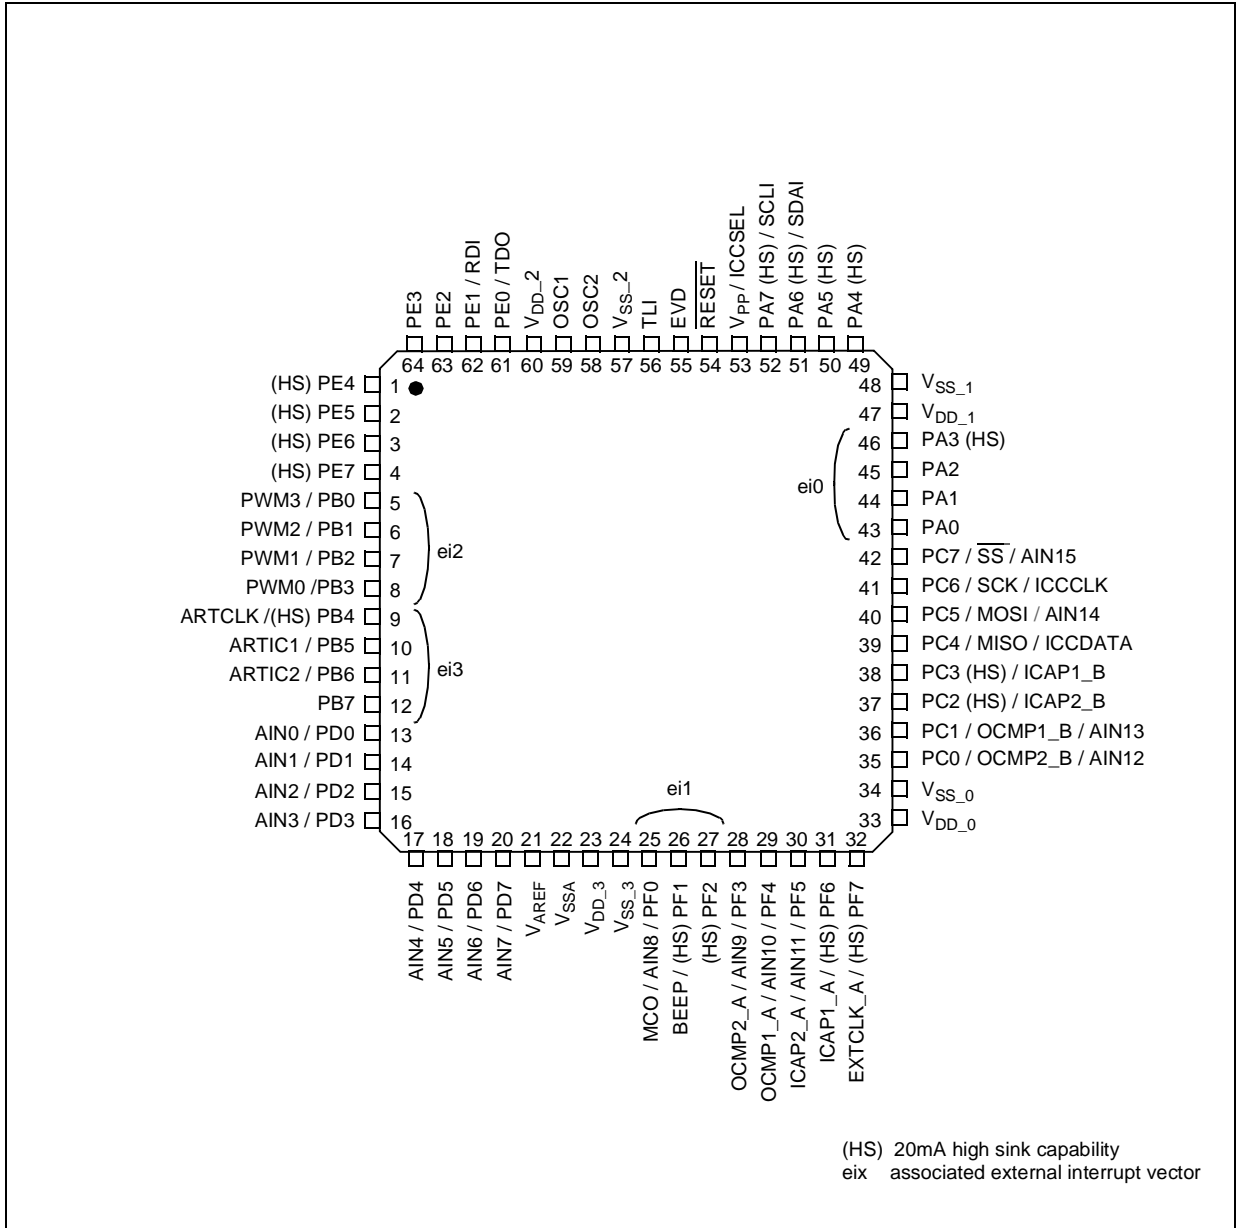 PE3
PE2
PE1 / RDI
PE0 / TDO
VDD_2
OSC1
OSC2
VSS_2
TLI
EVD
RESET
VPP / ICCSEL
PA7 (HS) / SCLI
PA6 (HS) / SDAI
PA5 (HS)
PA4 (HS)
64 63 62 61 60 59 58 57 56 55 54 53 52 51 50 49
(HS) PE4 1
(HS) PE5 2
(HS) PE6 3
(HS) PE7 4
PWM3 / PB0 5
PWM2 / PB1 6
PWM1 / PB2 7
PWM0 /PB3 8
ei2
ARTCLK /(HS) PB4 9
ARTIC1 / PB5 10
ARTIC2 / PB6 11
PB7 12
ei3
AIN0 / PD0 13
AIN1 / PD1 14
AIN2 / PD2 15
AIN3 / PD3 16
48 VSS_1
47 VDD_1
46 PA3 (HS)
45 PA2
44 PA1
43 PA0
ei0
42 PC7 / SS / AIN15
41 PC6 / SCK / ICCCLK
40 PC5 / MOSI / AIN14
39 PC4 / MISO / ICCDATA
38 PC3 (HS) / ICAP1_B
37 PC2 (HS) / ICAP2_B
36 PC1 / OCMP1_B / AIN13
35 PC0 / OCMP2_B / AIN12
34 VSS_0
33 VDD_0
ei1
17 18 19 20 21 22 23 24 25 26 27 28 29 30 31 32
AIN4 / PD4
AIN5 / PD5
AIN6 / PD6
AIN7 / PD7
VAREF
VSSA
VDD_3
VSS_3
MCO / AIN8 / PF0
BEEP / (HS) PF1
(HS) PF2
OCMP2_A / AIN9 / PF3
OCMP1_A / AIN10 / PF4
ICAP2_A / AIN11 / PF5
ICAP1_A / (HS) PF6
EXTCLK_A / (HS) PF7
(HS) 20mA high sink capability
eix associated external interrupt vector